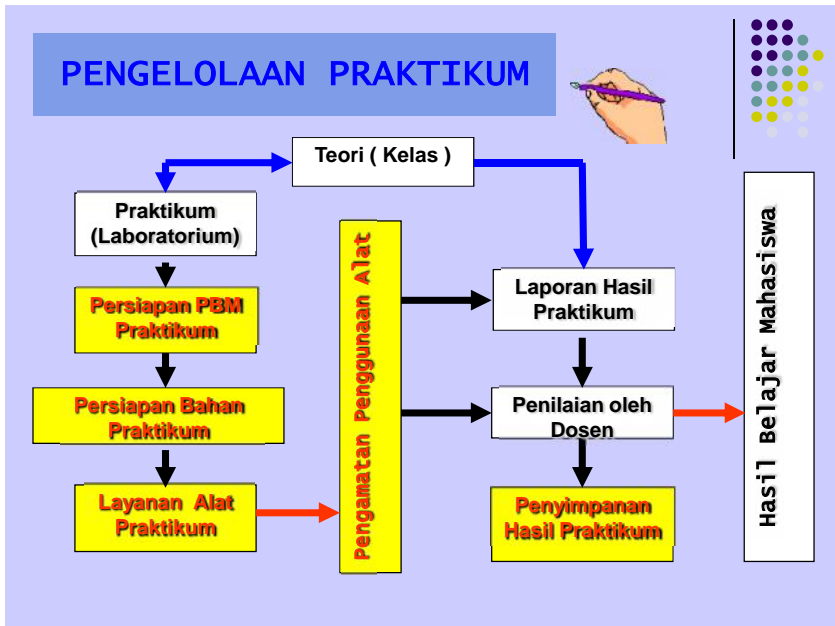 PENGELOLAAN PRAKTIKUM
Teori ( Kelas )
Praktikum
(Laboratorium)
Persiapan PBM
Praktikum
Persiapan Bahan
Praktikum
Layanan Alat
Praktikum
Pengamatan Penggunaan Alat
Laporan Hasil
Praktikum
Penilaian oleh
Dosen
Penyimpanan
Hasil Praktikum
Hasil Belajar Mahasiswa